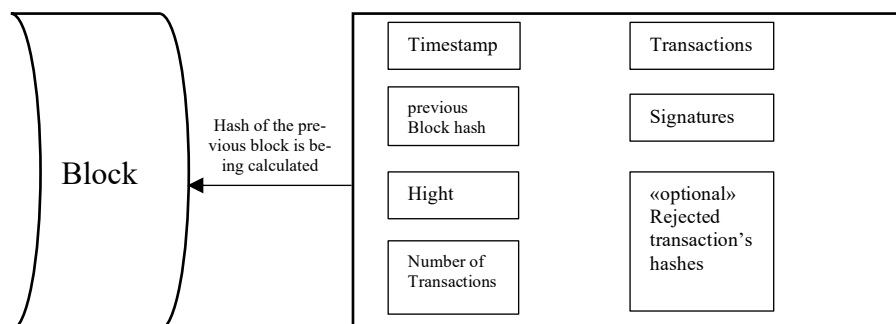 Block
Hash of the pre-
vious block is be-
ing calculated
Timestamp
previous
Block hash
Hight
Number of
Transactions
Transactions
Signatures
«optional»
Rejected
transaction’s
hashes